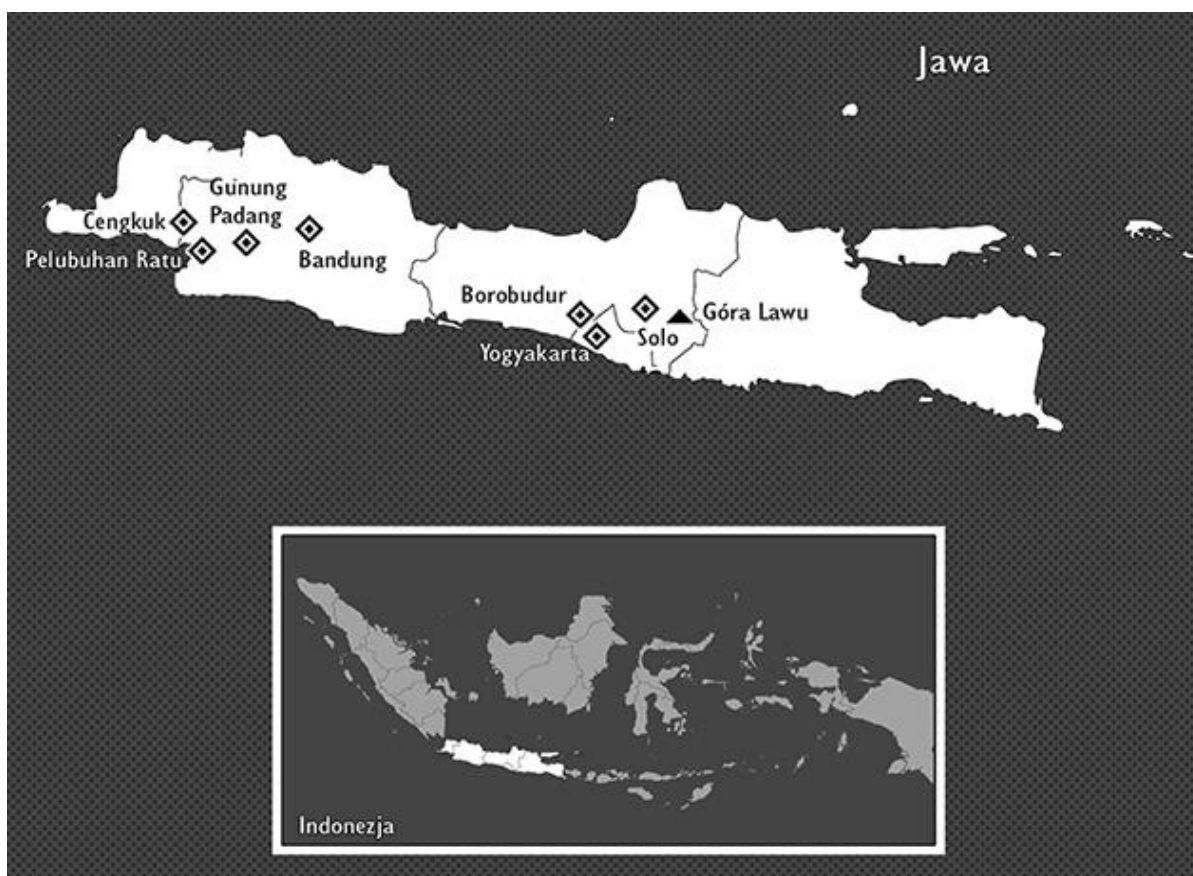 Jawa
Gunung
Padang
Cengkuk
Pelubuhan Ratu
Bandung
Borobudur
Góra Lawu
Solo
Yogyakarta
Indonezja